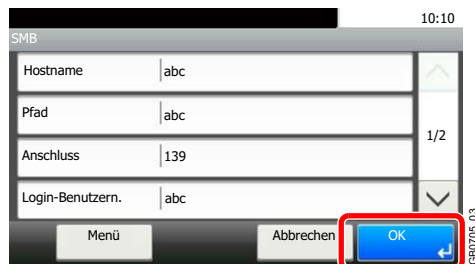 10:10
SMB
Hostname abc
Pfad abc
1/2
Anschluss 139
Login-Benutzern. abc
Menü Abbrechen OK
GB0705_03